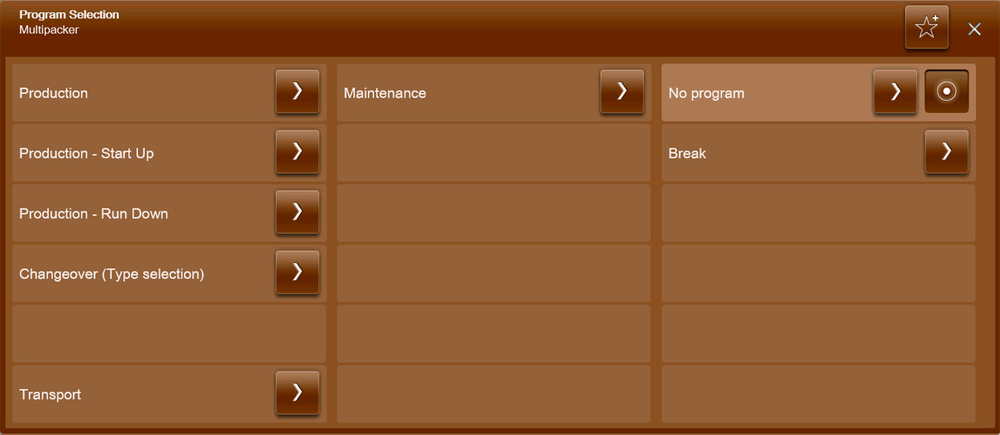 Program Selection
Multipacker
Production
Maintenance
No program
Production - Start Up
Break
Production - Run Down
Changeover (Type selection)
Transport